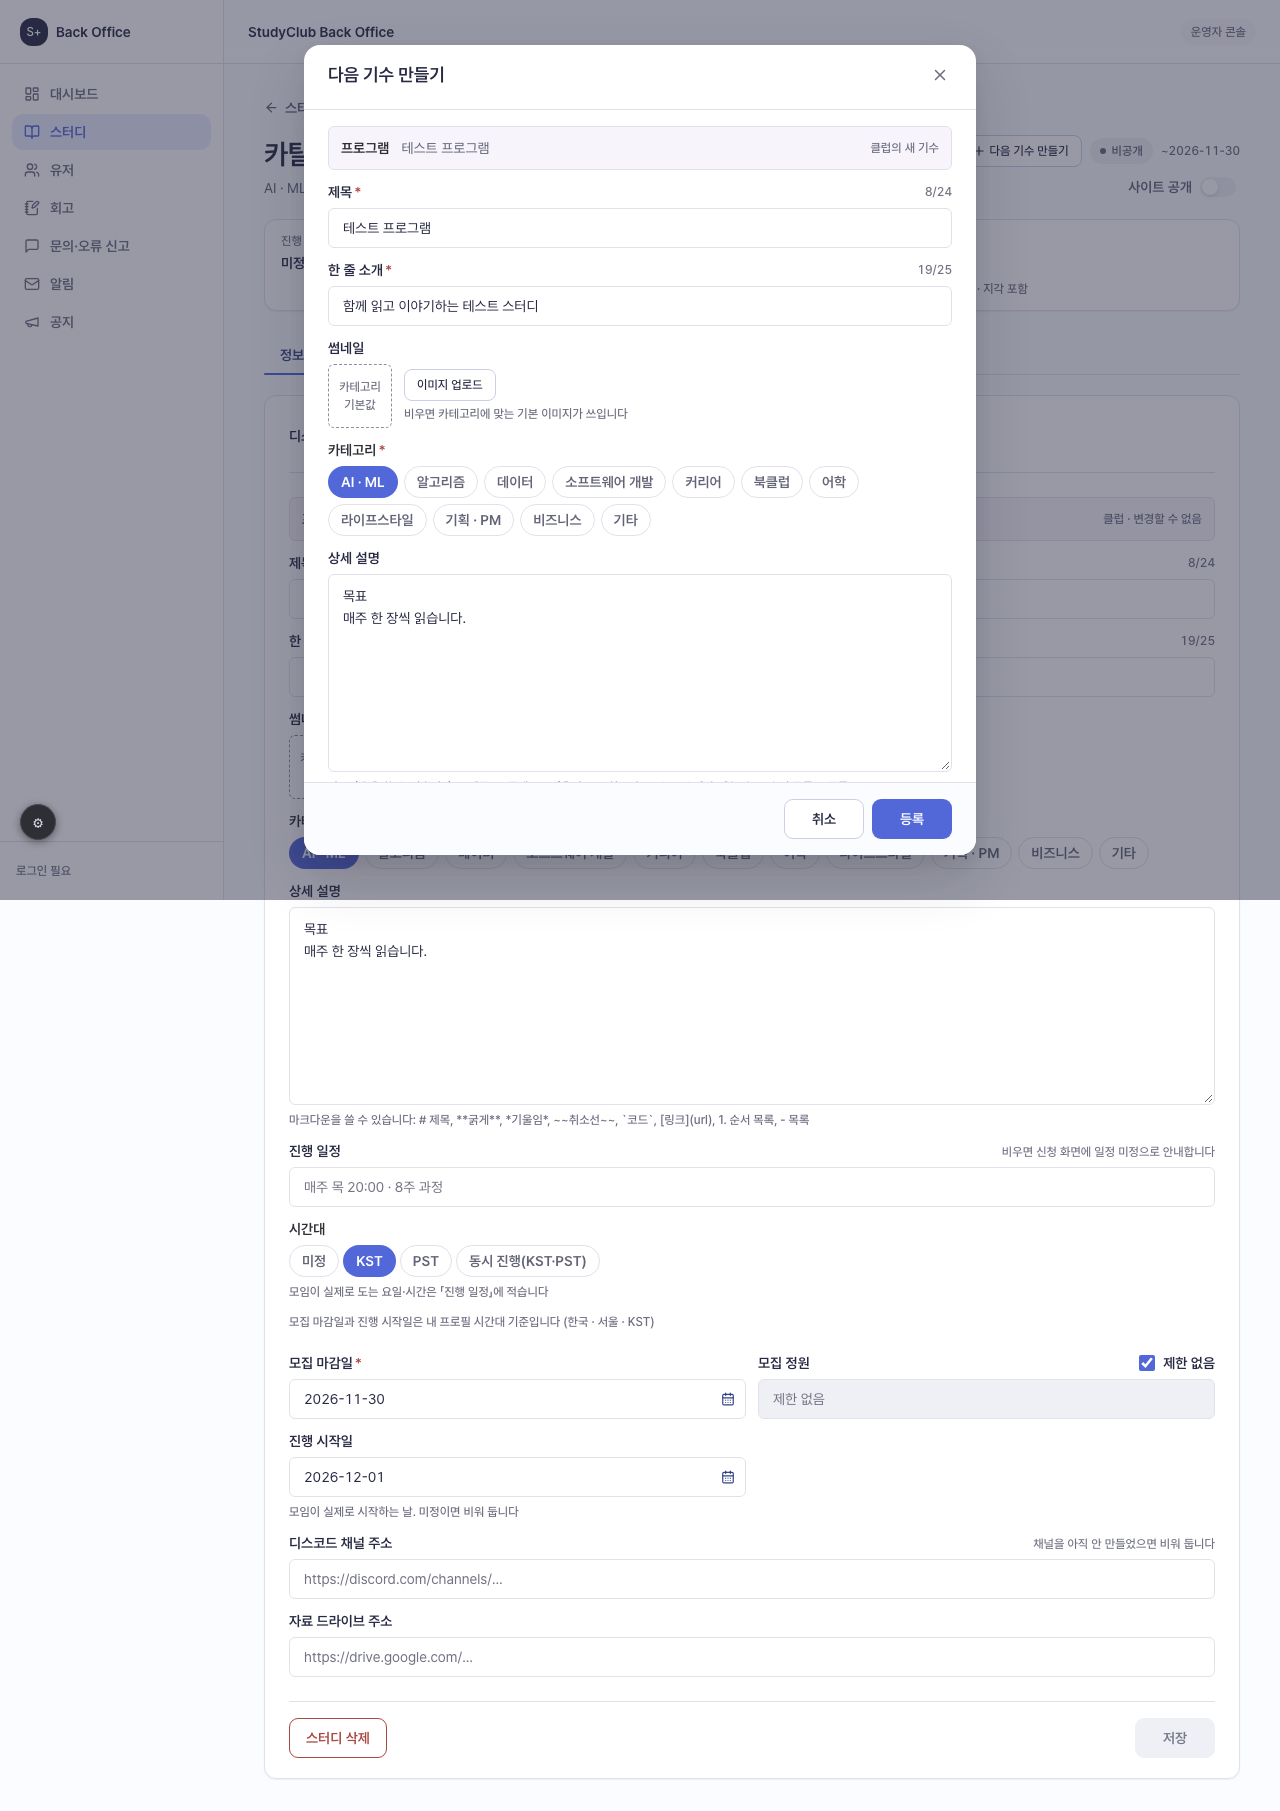 S+ Back Office
StudyClub Back Office
운영자 콘솔
대시보드
스터디
유저
회고
문의·오류 신고
알림
공지
로그인 필요
다음 기수 만들기
프로그램 테스트 프로그램
클럽의 새 기수
제목 *
8/24
테스트 프로그램
한 줄 소개 *
19/25
함께 읽고 이야기하는 테스트 스터디
썸네일
카테고리
기본값
이미지 업로드
비우면 카테고리에 맞는 기본 이미지가 쓰입니다
카테고리 *
AI · ML
알고리즘
데이터
소프트웨어 개발
커리어
북클럽
어학
라이프스타일
기획 · PM
비즈니스
기타
상세 설명
목표
매주 한 장씩 읽습니다.
취소
등록
다음 기수 만들기
비공개
~2026-11-30
AI · ML
사이트 공개
진행
미정
· 지각 포함
정보
클럽 · 변경할 수 없음
8/24
한
19/25
· PM
비즈니스
기타
상세 설명
목표
매주 한 장씩 읽습니다.
마크다운을 쓸 수 있습니다: # 제목, **굵게**, *기울임*, ~~취소선~~, `코드`, [링크](url), 1. 순서 목록, - 목록
진행 일정
비우면 신청 화면에 일정 미정으로 안내합니다
매주 목 20:00 · 8주 과정
시간대
미정
KST
PST
동시 진행(KST·PST)
모임이 실제로 도는 요일·시간은 「진행 일정」에 적습니다
모집 마감일과 진행 시작일은 내 프로필 시간대 기준입니다 (한국 · 서울 · KST)
모집 마감일 *
모집 정원
제한 없음
2026-11-30
제한 없음
진행 시작일
2026-12-01
모임이 실제로 시작하는 날. 미정이면 비워 둡니다
디스코드 채널 주소
채널을 아직 안 만들었으면 비워 둡니다
https://discord.com/channels/...
자료 드라이브 주소
https://drive.google.com/...
스터디 삭제
저장